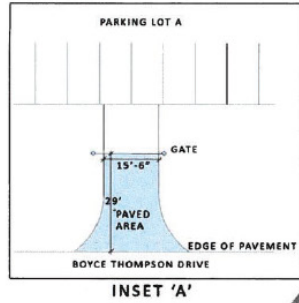 PARKING LOT A
GATE
15'-6"
29'
PAVED
AREA
EDGE OF PAVEMENT
BOYCE THOMPSON DRIVE
INSET 'A'